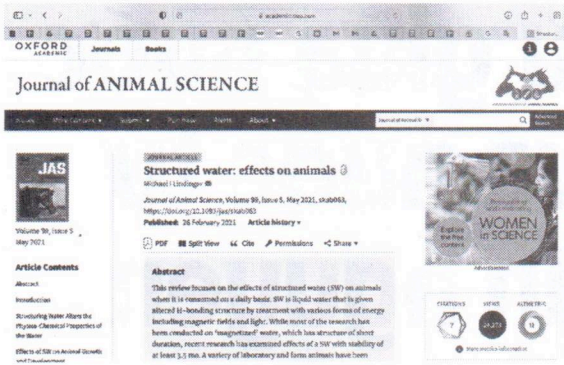 academic.oup.com
OXFORD
ACADEMIC
Journals
Books
Journal of ANIMAL SCIENCE
Issues
More Content
Submit
Purchase
Alerts
About
Journal of Animal S
Advanced
Search
JAS
Volume 99, Issue 5
May 2021
Article Contents
Abstract
Introduction
Structuring Water Alters the
Physico-Chemical Properties of
the Water
Effects of SW on Animal Growth
and Development
JOURNAL ARTICLE
Structured water: effects on animals
Michael I Lindinger
Journal of Animal Science, Volume 99, Issue 5, May 2021, skab063,
https://doi.org/10.1093/jas/skab063
Published: 26 February 2021 Article history
PDF Split View Cite Permissions Share
Abstract
This review focuses on the effects of structured water (SW) on animals
when it is consumed on a daily basis. SW is liquid water that is given
altered H-bonding structure by treatment with various forms of energy
including magnetic fields and light. While most of the research has
been conducted on 'magnetized' water, which has structure of short
duration, recent research has examined effects of a SW with stability of
at least 3 mo. A variety of laboratory and farm animals have been
Explore
the free
content
WOMEN
in SCIENCE
Advertisement
CITATIONS
VIEWS
ALTMETRIC
7
More metrics information